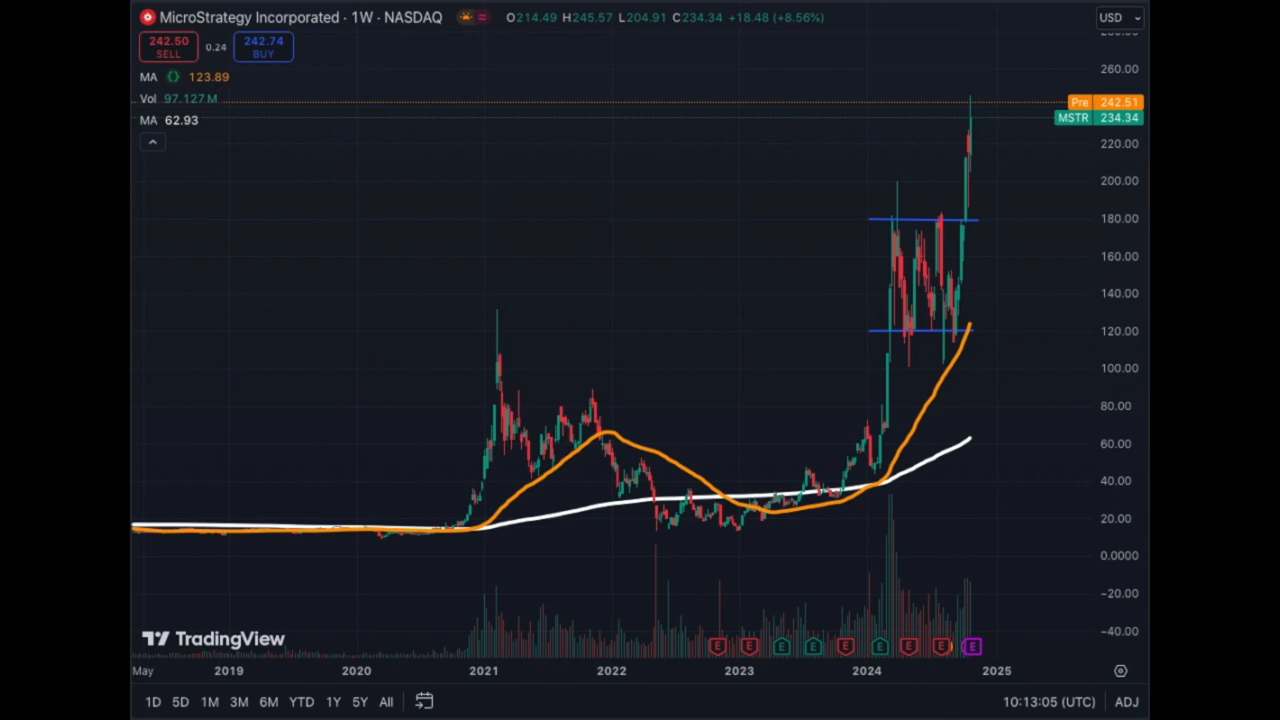 MicroStrategy Incorporated · 1W · NASDAQ O214.49 H245.57 L204.91 C234.34 +18.48 (+8.56%) USD
242.50 SELL 0.24 242.74 BUY
MA 123.89
Vol 97.127M
MA 62.93
260.00
Pre 242.51
MSTR 234.34
220.00
200.00
180.00
160.00
140.00
120.00
100.00
80.00
60.00
40.00
20.00
0.0000
−20.00
−40.00
E E E E E E E E E
TradingView
May 2019 2020 2021 2022 2023 2024 2025
1D 5D 1M 3M 6M YTD 1Y 5Y All 10:13:05 (UTC) ADJ